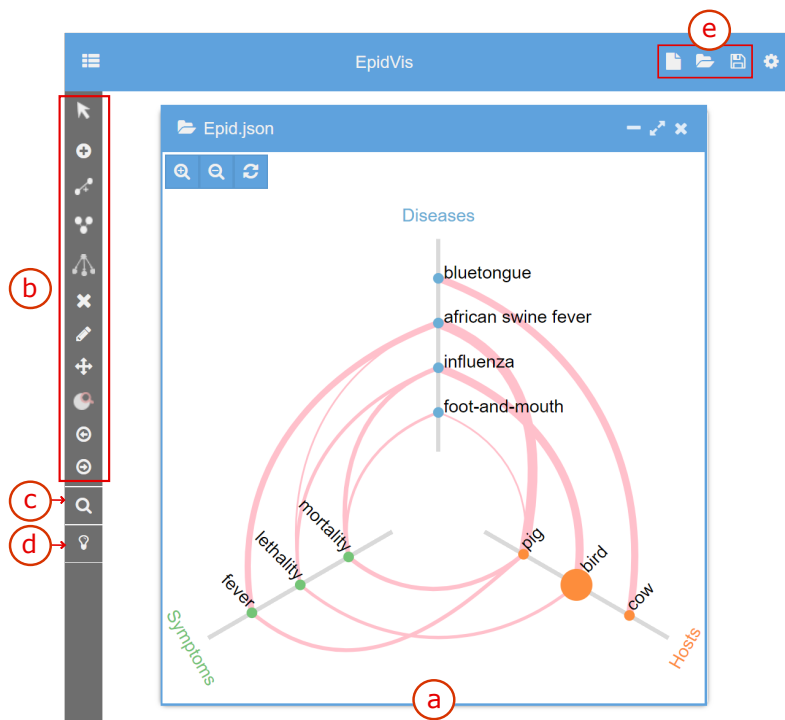 e
EpidVis
Epid.json
Diseases
bluetongue
african swine fever
influenza
foot-and-mouth
b
c
d
mortality
lethality
fever
Symptoms
pig
bird
cow
Hosts
a